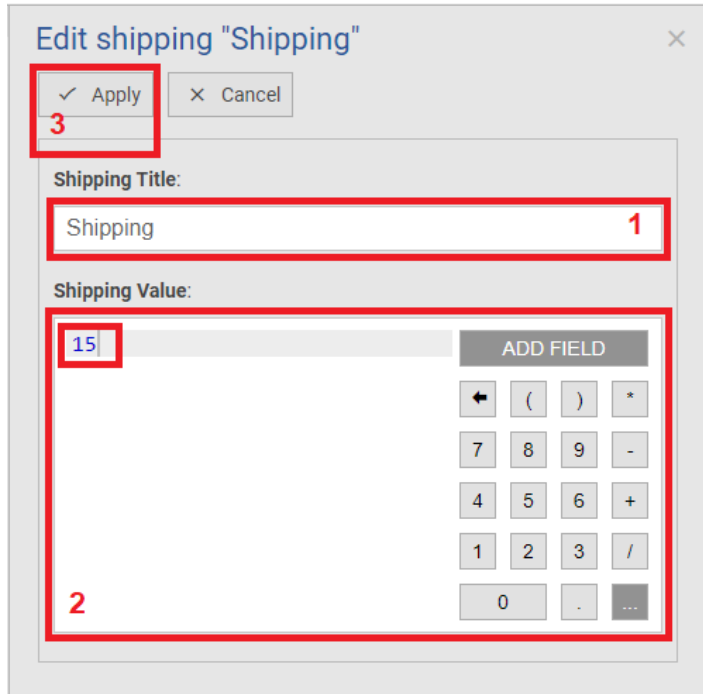 Edit shipping "Shipping"
✓ Apply × Cancel
3
Shipping Title:
Shipping 1
Shipping Value:
15 ADD FIELD
( ) *
7 8 9 -
4 5 6 +
1 2 3 /
2 0 . ...